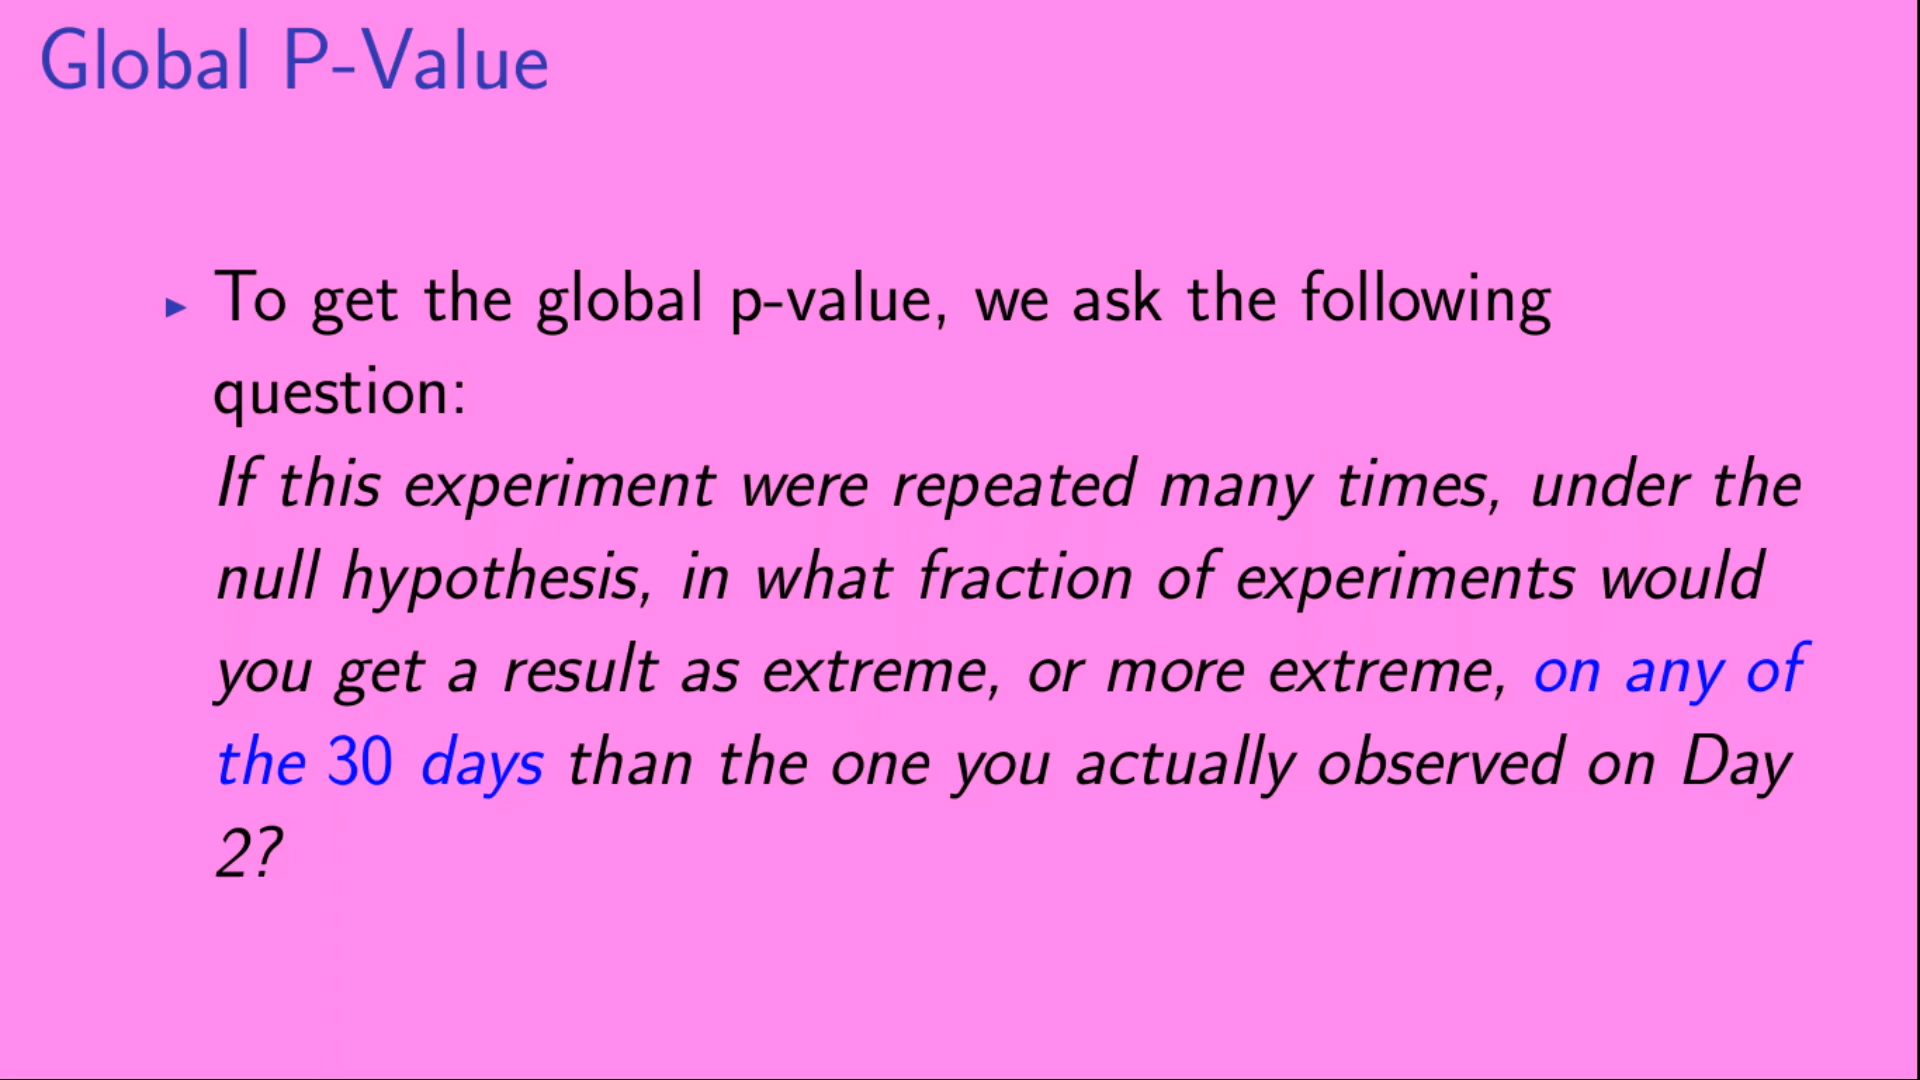 Global P-Value
▶ To get the global p-value, we ask the following
question:
If this experiment were repeated many times, under the
null hypothesis, in what fraction of experiments would
you get a result as extreme, or more extreme, on any of
the 30 days than the one you actually observed on Day
2?